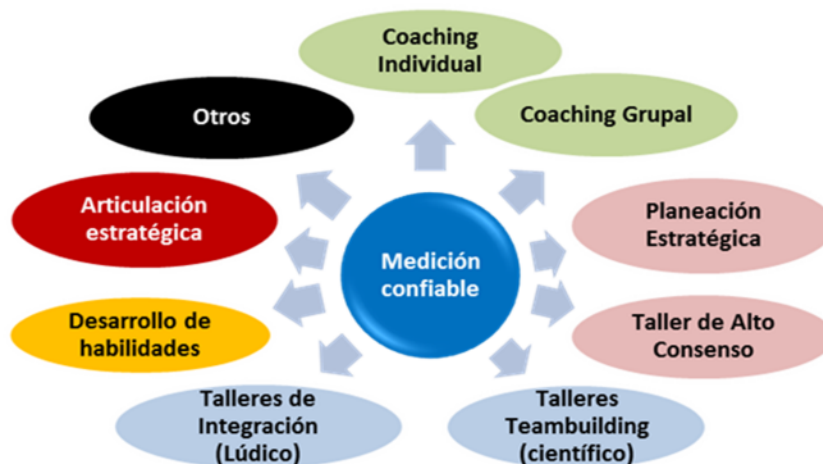 Coaching
Individual
Coaching Grupal
Planeación
Estratégica
Taller de Alto
Consenso
Talleres
Teambuilding
(científico)
Talleres de
Integración
(Lúdico)
Desarrollo de
habilidades
Articulación
estratégica
Otros
Medición
confiable